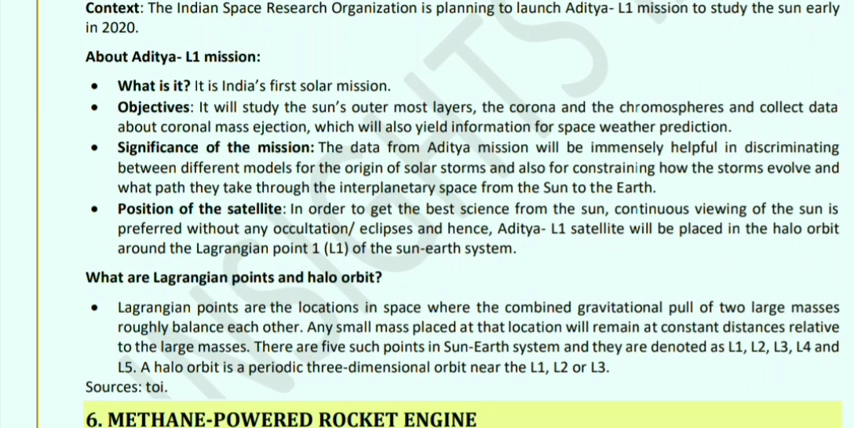 Context: The Indian Space Research Organization is planning to launch Aditya- L1 mission to study the sun early
in 2020.
About Aditya- L1 mission:
• What is it? It is India's first solar mission.
• Objectives: It will study the sun's outer most layers, the corona and the chromospheres and collect data
about coronal mass ejection, which will also yield information for space weather prediction.
• Significance of the mission: The data from Aditya mission will be immensely helpful in discriminating
between different models for the origin of solar storms and also for constraining how the storms evolve and
what path they take through the interplanetary space from the Sun to the Earth.
• Position of the satellite: In order to get the best science from the sun, continuous viewing of the sun is
preferred without any occultation/ eclipses and hence, Aditya- L1 satellite will be placed in the halo orbit
around the Lagrangian point 1 (L1) of the sun-earth system.
What are Lagrangian points and halo orbit?
• Lagrangian points are the locations in space where the combined gravitational pull of two large masses
roughly balance each other. Any small mass placed at that location will remain at constant distances relative
to the large masses. There are five such points in Sun-Earth system and they are denoted as L1, L2, L3, L4 and
L5. A halo orbit is a periodic three-dimensional orbit near the L1, L2 or L3.
Sources: toi.
6. METHANE-POWERED ROCKET ENGINE
INSIGHTS